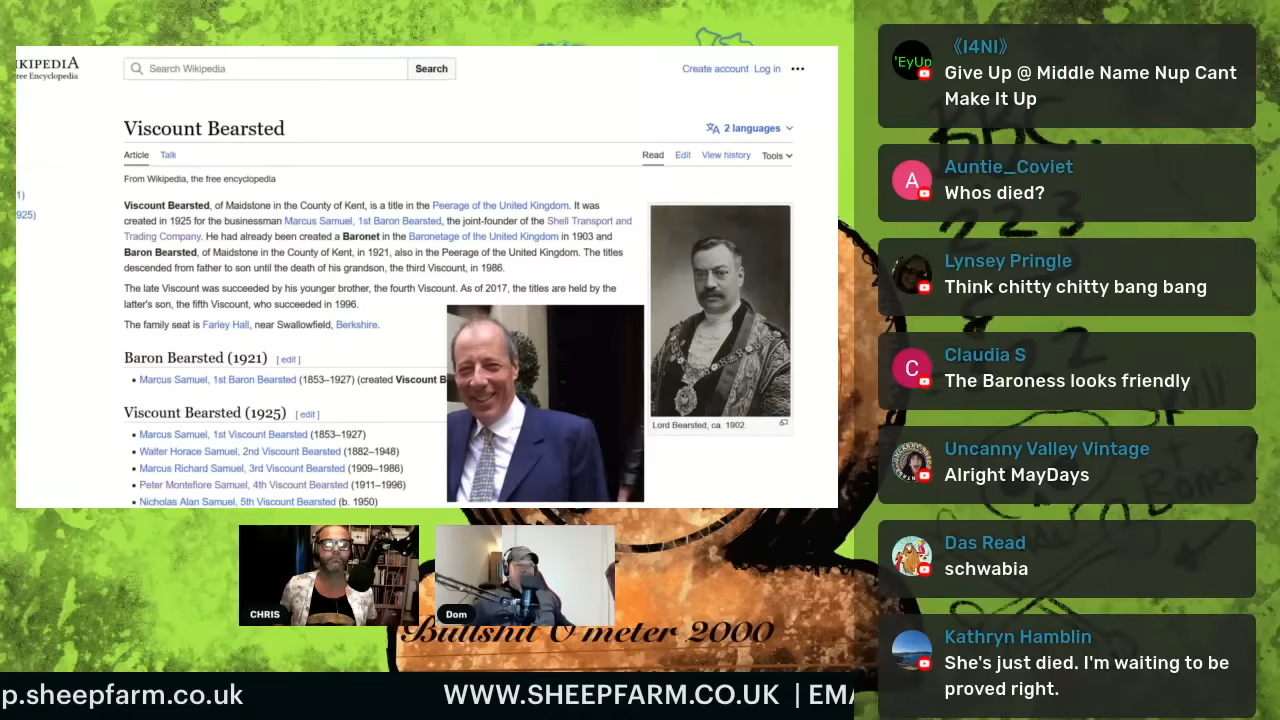 IKIPEDIA
ree Encyclopedia
Search Wikipedia
Search
Create account Log in •••
Viscount Bearsted
2 languages
Article Talk
Read Edit View history Tools
From Wikipedia, the free encyclopedia
1)
925)
Viscount Bearsted, of Maidstone in the County of Kent, is a title in the Peerage of the United Kingdom. It was
created in 1925 for the businessman Marcus Samuel, 1st Baron Bearsted, the joint-founder of the Shell Transport and
Trading Company. He had already been created a Baronet in the Baronetage of the United Kingdom in 1903 and
Baron Bearsted, of Maidstone in the County of Kent, in 1921, also in the Peerage of the United Kingdom. The titles
descended from father to son until the death of his grandson, the third Viscount, in 1986.
The late Viscount was succeeded by his younger brother, the fourth Viscount. As of 2017, the titles are held by the
latter's son, the fifth Viscount, who succeeded in 1996.
The family seat is Farley Hall, near Swallowfield, Berkshire.
Baron Bearsted (1921) [ edit ]
• Marcus Samuel, 1st Baron Bearsted (1853–1927) (created Viscount B
Viscount Bearsted (1925) [ edit ]
• Marcus Samuel, 1st Viscount Bearsted (1853–1927)
• Walter Horace Samuel, 2nd Viscount Bearsted (1882–1948)
• Marcus Richard Samuel, 3rd Viscount Bearsted (1909–1986)
• Peter Montefiore Samuel, 4th Viscount Bearsted (1911–1996)
• Nicholas Alan Samuel, 5th Viscount Bearsted (b. 1950)
Lord Bearsted, ca. 1902.
CHRIS
Dom
Bullshit O meter 2000
p.sheepfarm.co.uk
WWW.SHEEPFARM.CO.UK | EMA
'EyUp
《I4NI》
Give Up @ Middle Name Nup Cant
Make It Up
A
Auntie_Coviet
Whos died?
223
Lynsey Pringle
Think chitty chitty bang bang
C
Claudia S
The Baroness looks friendly
Uncanny Valley Vintage
Alright MayDays
Das Read
schwabia
Kathryn Hamblin
She's just died. I'm waiting to be
proved right.